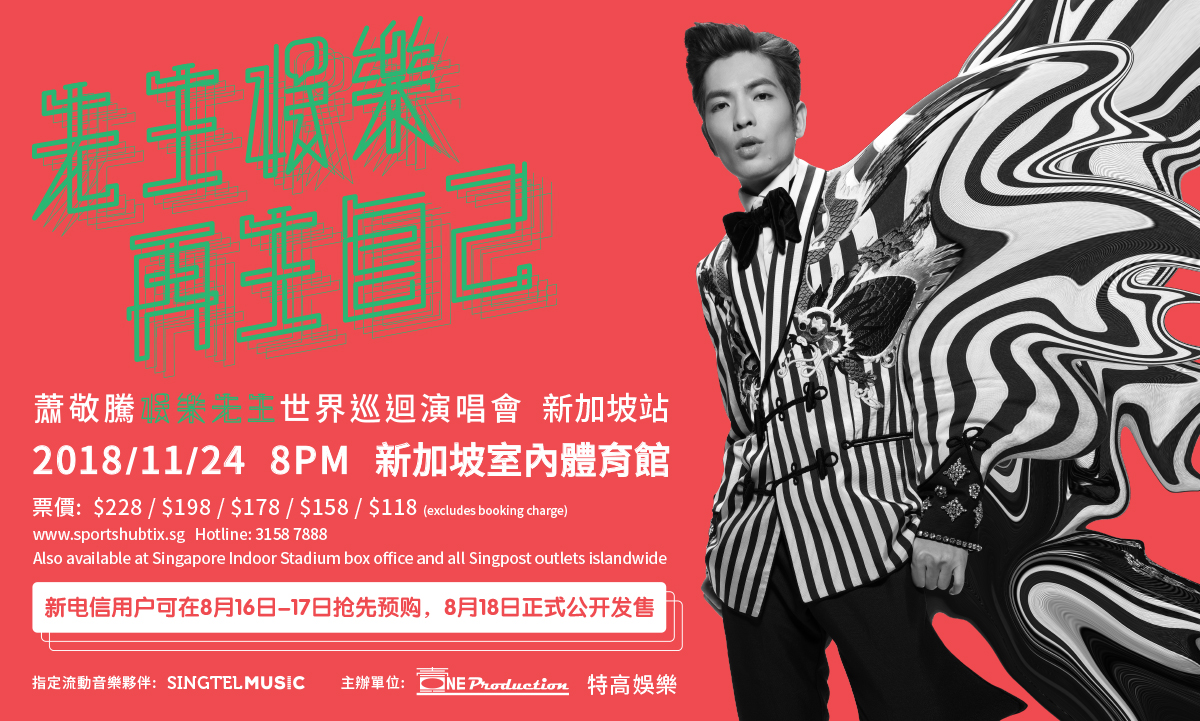 先生娛樂
再生自己
蕭敬騰娛樂先生世界巡迴演唱會 新加坡站
2018/11/24 8PM 新加坡室內體育館
票價: $228 / $198 / $178 / $158 / $118 (excludes booking charge)
www.sportshubtix.sg Hotline: 3158 7888
Also available at Singapore Indoor Stadium box office and all Singpost outlets islandwide
新电信用户可在8月16日–17日抢先预购，8月18日正式公开发售
指定流動音樂夥伴: SINGTEL MUSIC 主辦單位: ONE Production 特高娛樂